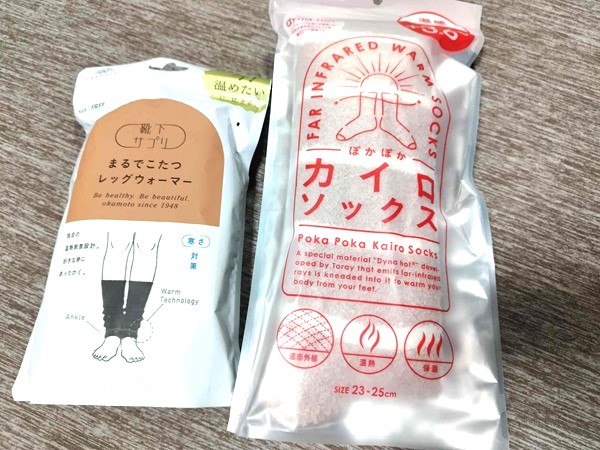 温めたい
靴下
サプリ
まるでこたつ
レッグウォーマー
Be healthy. Be beautiful.
okamoto since 1948
寒さ
対策
Warm
Technology
Ankle
温感
FAR INFRARED WARM SOCKS
ぽかぽか
カイロ
ソックス
Poka Poka Kairo Socks
A special material "Dyna hot®" devel-
oped by Toray that emits far-infrared
rays is kneaded into it to warm your
body from your feet.
遠赤外線
温熱
保温
SIZE 23-25cm